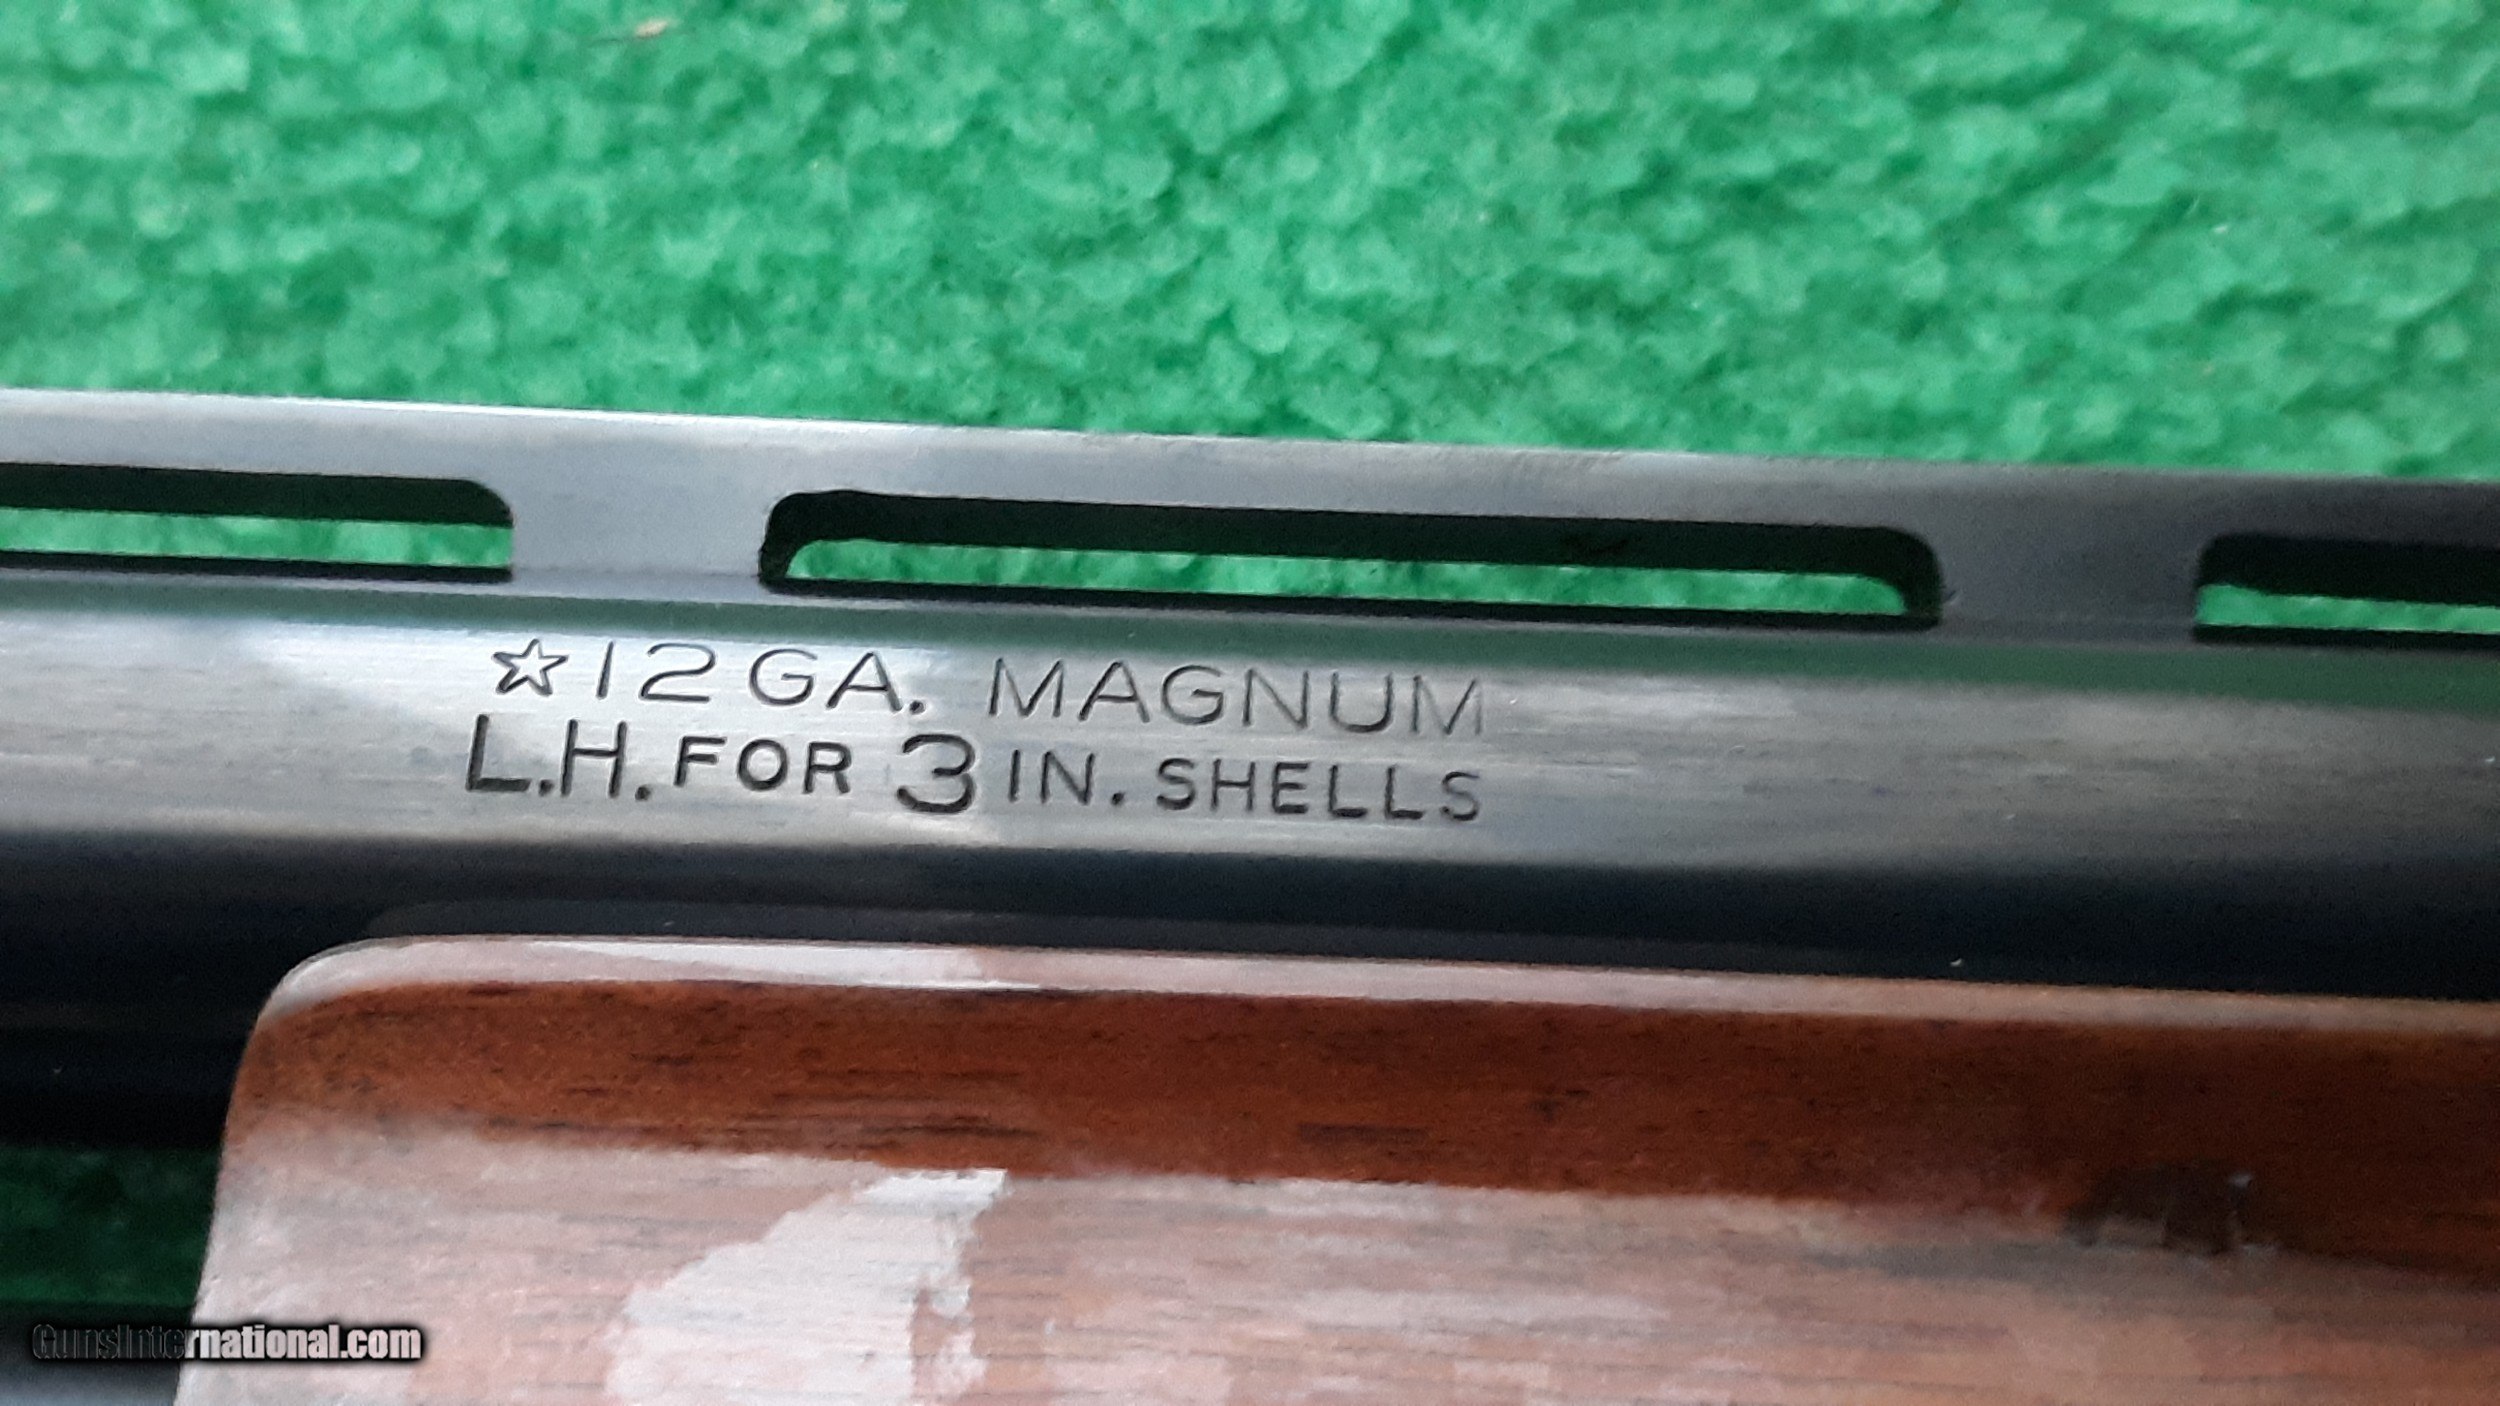 ☆12 GA. MAGNUM
L.H. FOR 3 IN. SHELLS
GunsInternational.com